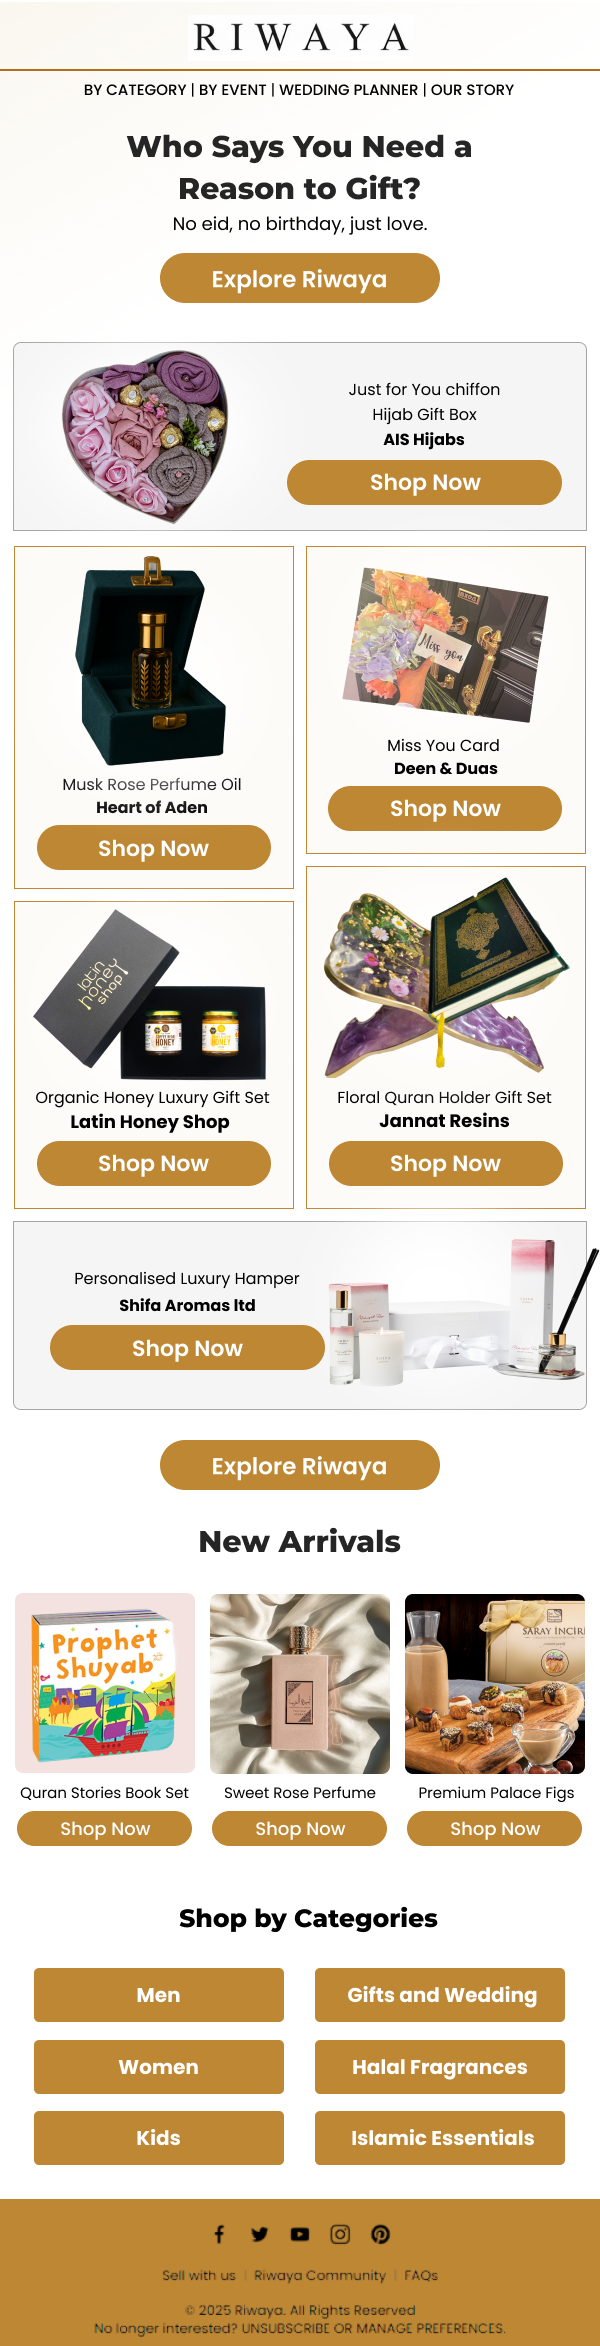 RIWAYA
BY CATEGORY | BY EVENT | WEDDING PLANNER | OUR STORY
Who Says You Need a
Reason to Gift?
No eid, no birthday, just love.
Explore Riwaya
Just for You chiffon
Hijab Gift Box
AIS Hijabs
Shop Now
Musk Rose Perfume Oil
Heart of Aden
Shop Now
Miss you
Miss You Card
Deen & Duas
Shop Now
latin
honey
shop
HONEY
HONEY
Organic Honey Luxury Gift Set
Latin Honey Shop
Shop Now
Floral Quran Holder Gift Set
Jannat Resins
Shop Now
Personalised Luxury Hamper
Shifa Aromas ltd
Shop Now
Explore Riwaya
New Arrivals
Prophet
Shuyab
Quran Stories Book Set
Shop Now
Sweet Rose Perfume
Shop Now
SARAY INCIRI
Premium Palace Figs
Shop Now
Shop by Categories
Men
Gifts and Wedding
Women
Halal Fragrances
Kids
Islamic Essentials
Sell with us | Riwaya Community | FAQs
© 2025 Riwaya. All Rights Reserved
No longer interested? UNSUBSCRIBE OR MANAGE PREFERENCES.